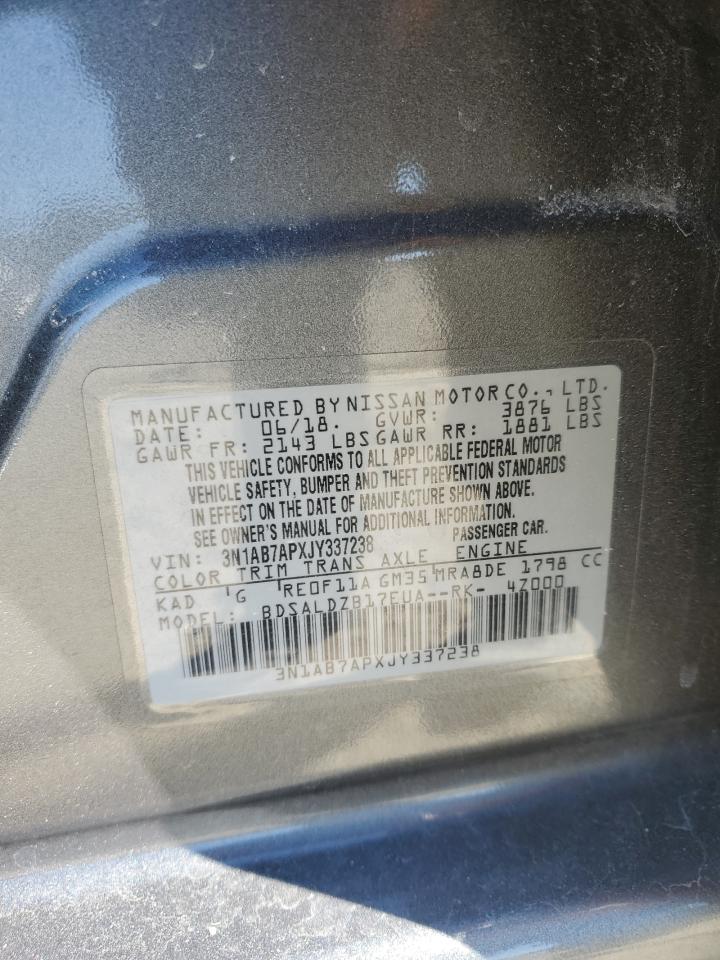 MANUFACTURED BY NISSAN MOTOR CO., LTD.
DATE: 06/18. GVWR: 3876 LBS
GAWR FR: 2143 LBS GAWR RR: 1881 LBS
THIS VEHICLE CONFORMS TO ALL APPLICABLE FEDERAL MOTOR
VEHICLE SAFETY, BUMPER AND THEFT PREVENTION STANDARDS
IN EFFECT ON THE DATE OF MANUFACTURE SHOWN ABOVE.
SEE OWNER'S MANUAL FOR ADDITIONAL INFORMATION.
VIN: 3N1AB7APXJY337238 PASSENGER CAR.
COLOR TRIM TRANS AXLE ENGINE
KAD G RE0F11A GM35 MRA8DE 1798 CC
MODEL: BDSALDZB17EUA--RK- 4Z000
3N1AB7APXJY337238